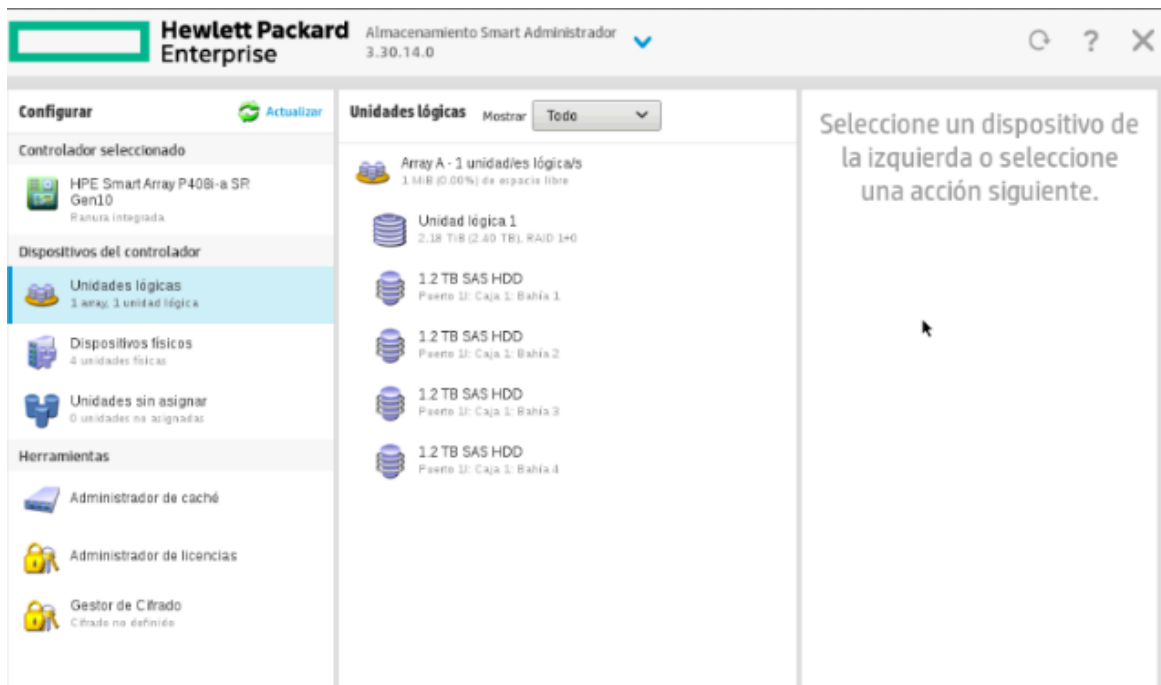 Hewlett Packard
Enterprise
Almacenamiento Smart Administrador
3.30.14.0
?
Configurar
Actualizar
Controlador seleccionado
HPE Smart Array P408i-a SR
Gen10
Ranura integrada
Dispositivos del controlador
Unidades lógicas
1 array, 1 unidad lógica
Dispositivos físicos
4 unidades físicas
Unidades sin asignar
0 unidades no asignadas
Herramientas
Administrador de caché
Administrador de licencias
Gestor de Cifrado
Cifrado no definido
Unidades lógicas Mostrar Todo
Array A - 1 unidad/es lógica/s
1 MiB (0.00%) de espacio libre
Unidad lógica 1
2.18 TiB (2.40 TB), RAID 1+0
1.2 TB SAS HDD
Puerto 1I: Caja 1: Bahía 1
1.2 TB SAS HDD
Puerto 1I: Caja 1: Bahía 2
1.2 TB SAS HDD
Puerto 1I: Caja 1: Bahía 3
1.2 TB SAS HDD
Puerto 1I: Caja 1: Bahía 4
Seleccione un dispositivo de
la izquierda o seleccione
una acción siguiente.